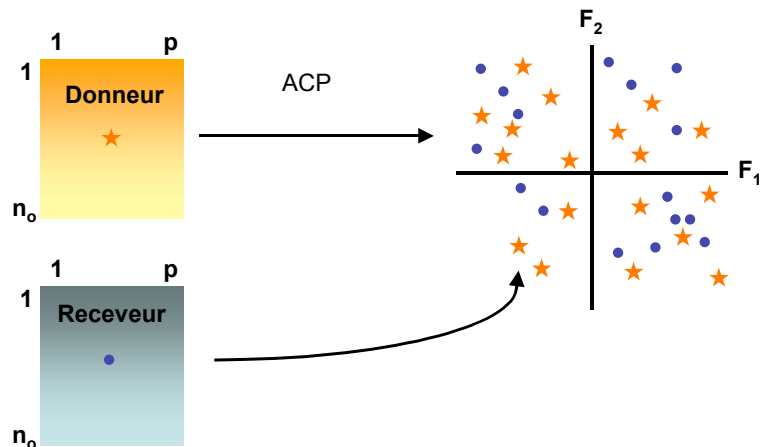 1 p
1
Donneur
n₀
ACP
F₂
F₁
1 p
1
Receveur
n₀